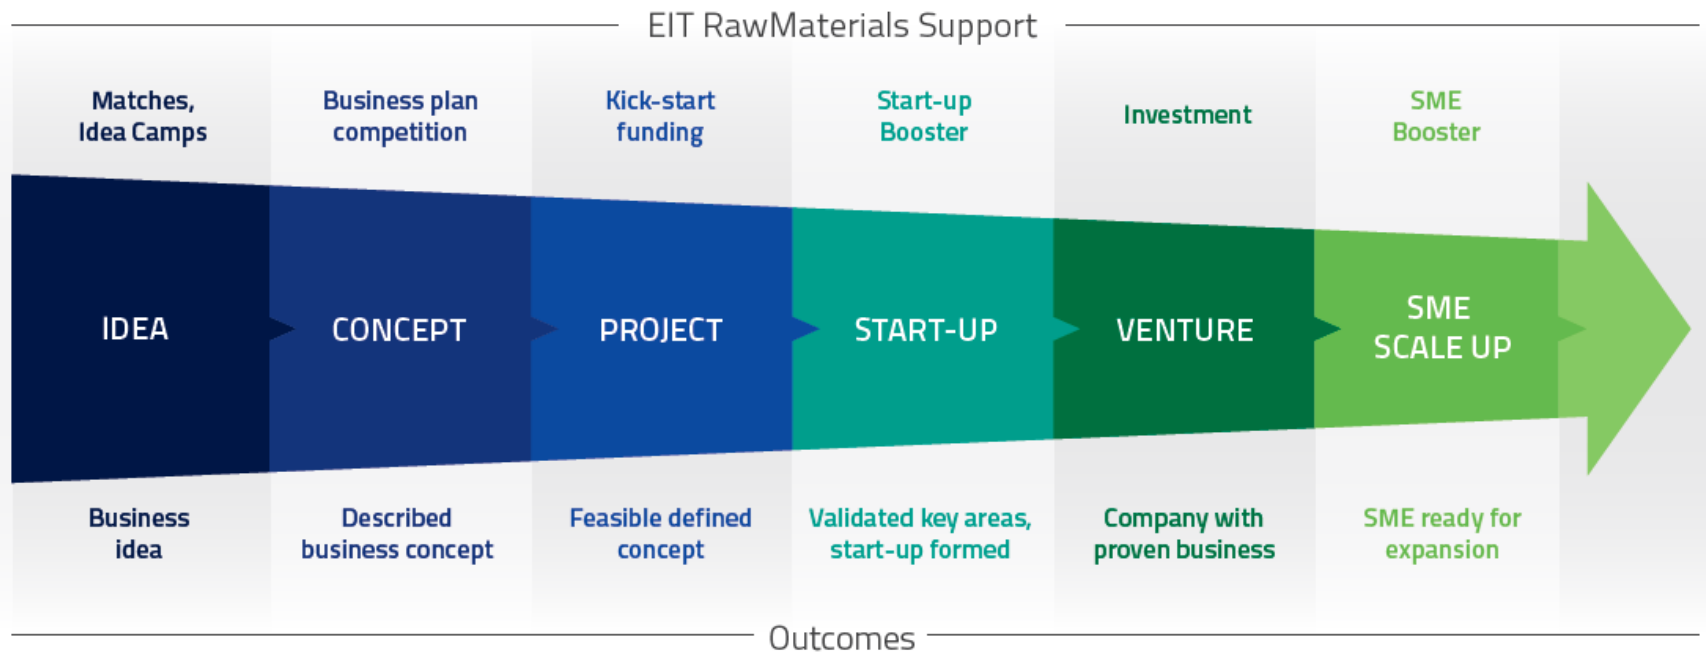 EIT RawMaterials Support
Matches,
Idea Camps
Business plan
competition
Kick-start
funding
Start-up
Booster
Investment
SME
Booster
IDEA
CONCEPT
PROJECT
START-UP
VENTURE
SME
SCALE UP
Business
idea
Described
business concept
Feasible defined
concept
Validated key areas,
start-up formed
Company with
proven business
SME ready for
expansion
Outcomes